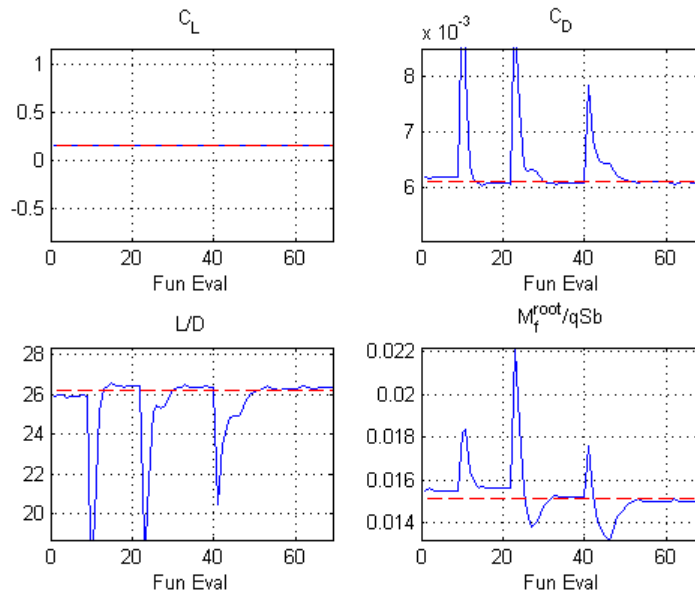 C_L
1
0.5
0
-0.5
0 20 40 60
Fun Eval
C_D
x 10^-3
8
7
6
0 20 40 60
Fun Eval
L/D
28
26
24
22
20
0 20 40 60
Fun Eval
M_f^root/qSb
0.022
0.02
0.018
0.016
0.014
0 20 40 60
Fun Eval